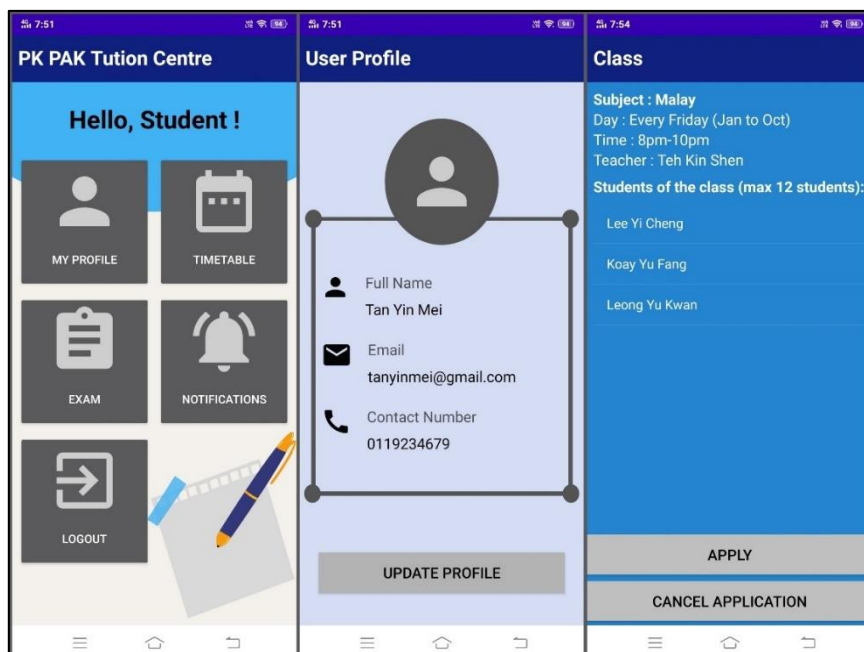 7:51
94
PK PAK Tution Centre
Hello, Student !
MY PROFILE
TIMETABLE
EXAM
NOTIFICATIONS
LOGOUT
7:51
94
User Profile
Full Name
Tan Yin Mei
Email
tanyinmei@gmail.com
Contact Number
0119234679
UPDATE PROFILE
7:54
94
Class
Subject : Malay
Day : Every Friday (Jan to Oct)
Time : 8pm-10pm
Teacher : Teh Kin Shen
Students of the class (max 12 students):
Lee Yi Cheng
Koay Yu Fang
Leong Yu Kwan
APPLY
CANCEL APPLICATION